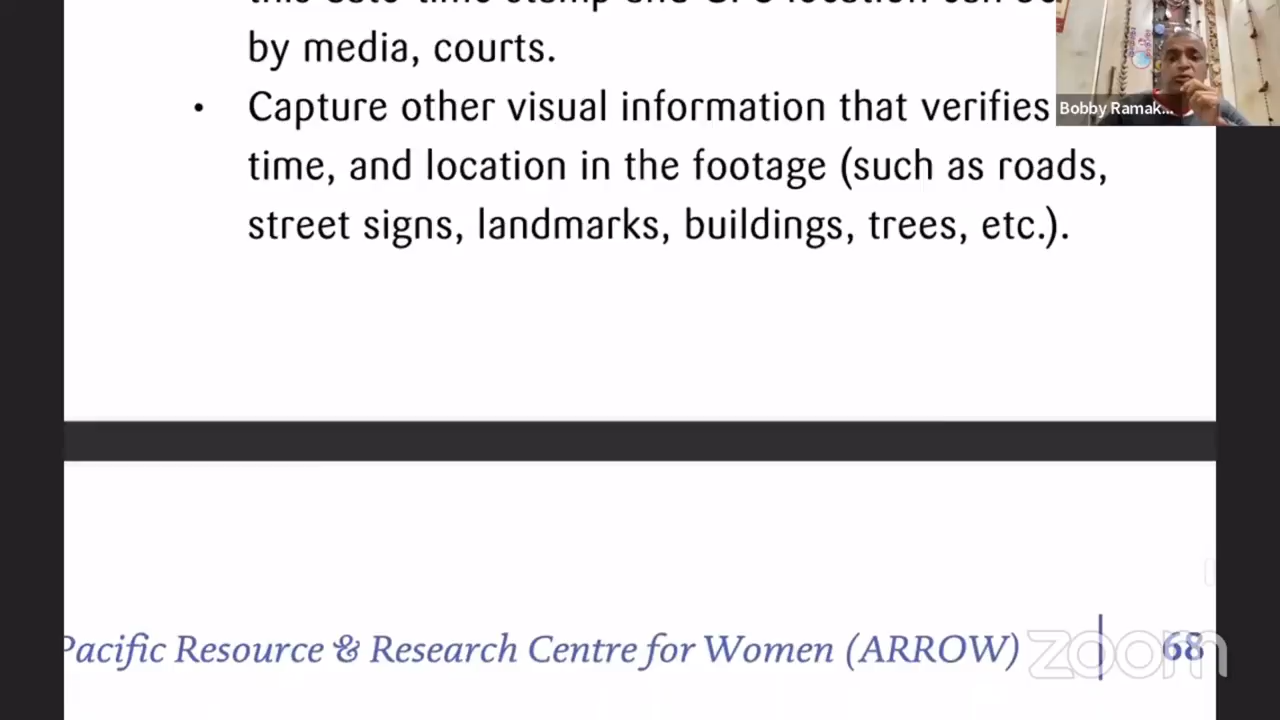 by media, courts.
• Capture other visual information that verifies
time, and location in the footage (such as roads,
street signs, landmarks, buildings, trees, etc.).
Bobby Ramak...
Pacific Resource & Research Centre for Women (ARROW) | 68
zoom